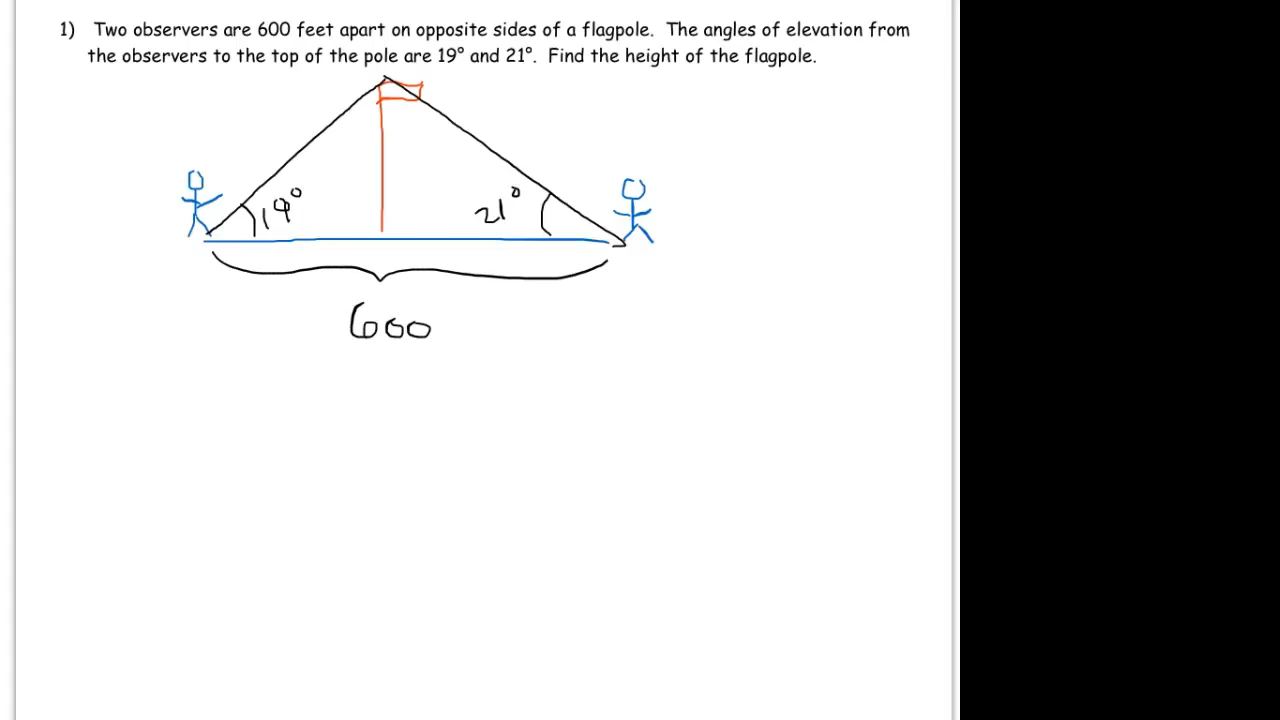 1) Two observers are 600 feet apart on opposite sides of a flagpole. The angles of elevation from
the observers to the top of the pole are 19° and 21°. Find the height of the flagpole.
19° 21°
600